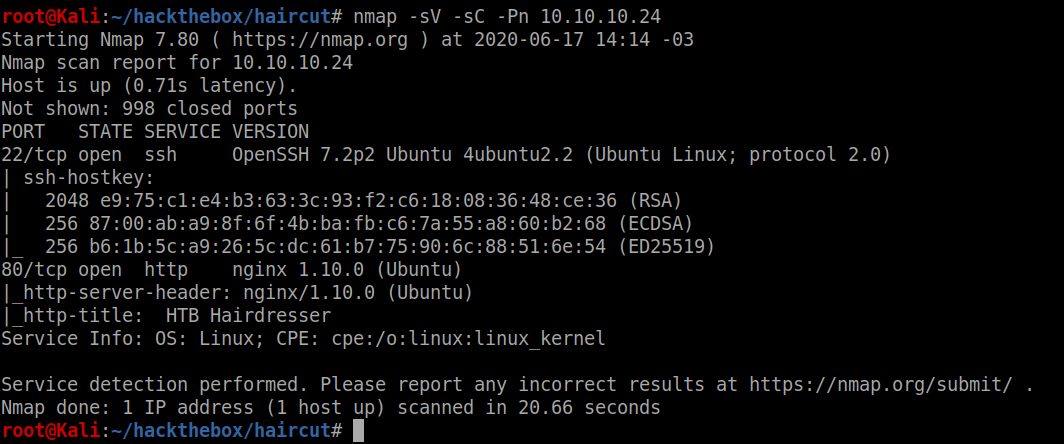 root@Kali:~/hackthebox/haircut# nmap -sV -sC -Pn 10.10.10.24
Starting Nmap 7.80 ( https://nmap.org ) at 2020-06-17 14:14 -03
Nmap scan report for 10.10.10.24
Host is up (0.71s latency).
Not shown: 998 closed ports
PORT   STATE SERVICE VERSION
22/tcp open  ssh     OpenSSH 7.2p2 Ubuntu 4ubuntu2.2 (Ubuntu Linux; protocol 2.0)
| ssh-hostkey:
|   2048 e9:75:c1:e4:b3:63:3c:93:f2:c6:18:08:36:48:ce:36 (RSA)
|   256 87:00:ab:a9:8f:6f:4b:ba:fb:c6:7a:55:a8:60:b2:68 (ECDSA)
|_  256 b6:1b:5c:a9:26:5c:dc:61:b7:75:90:6c:88:51:6e:54 (ED25519)
80/tcp open  http    nginx 1.10.0 (Ubuntu)
|_http-server-header: nginx/1.10.0 (Ubuntu)
|_http-title:  HTB Hairdresser
Service Info: OS: Linux; CPE: cpe:/o:linux:linux_kernel

Service detection performed. Please report any incorrect results at https://nmap.org/submit/ .
Nmap done: 1 IP address (1 host up) scanned in 20.66 seconds
root@Kali:~/hackthebox/haircut#